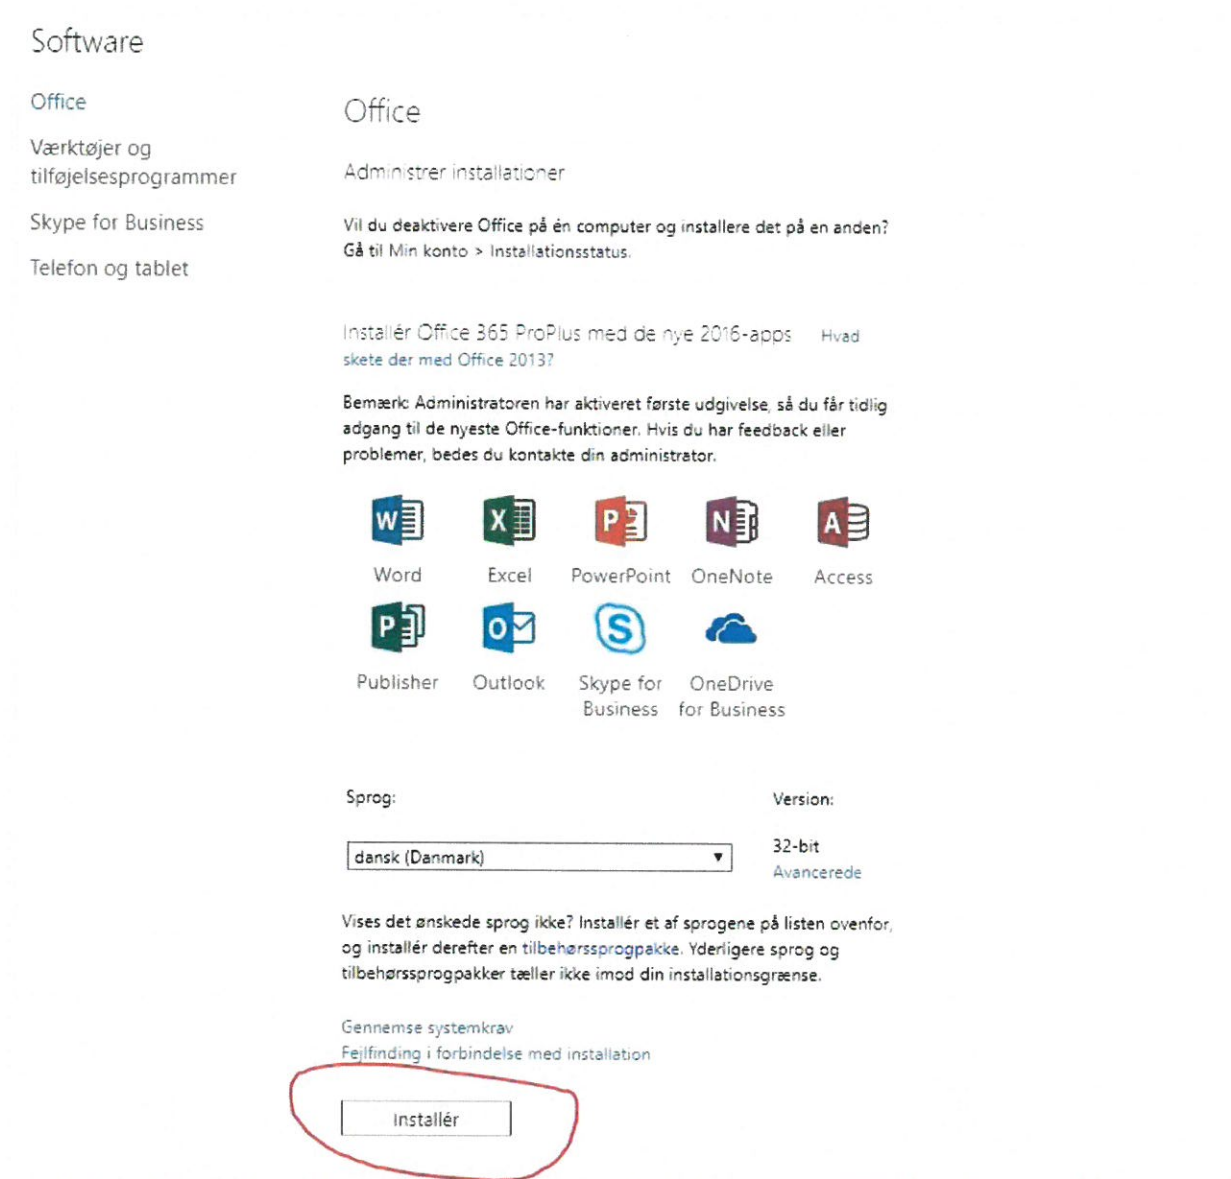 Software
Office
Værktøjer og
tilføjelsesprogrammer
Skype for Business
Telefon og tablet
Office
Administrer installationer
Vil du deaktivere Office på én computer og installere det på en anden?
Gå til Min konto > Installationsstatus.
Installér Office 365 ProPlus med de nye 2016-apps Hvad
skete der med Office 2013?
Bemærk: Administratoren har aktiveret første udgivelse, så du får tidlig
adgang til de nyeste Office-funktioner. Hvis du har feedback eller
problemer, bedes du kontakte din administrator.
W X P N A
Word Excel PowerPoint OneNote Access
P O S
Publisher Outlook Skype for OneDrive
Business for Business
Sprog: Version:
dansk (Danmark) 32-bit
Avancerede
Vises det ønskede sprog ikke? Installér et af sprogene på listen ovenfor,
og installér derefter en tilbehørssprogpakke. Yderligere sprog og
tilbehørssprogpakker tæller ikke imod din installationsgrænse.
Gennemse systemkrav
Fejlfinding i forbindelse med installation
Installér